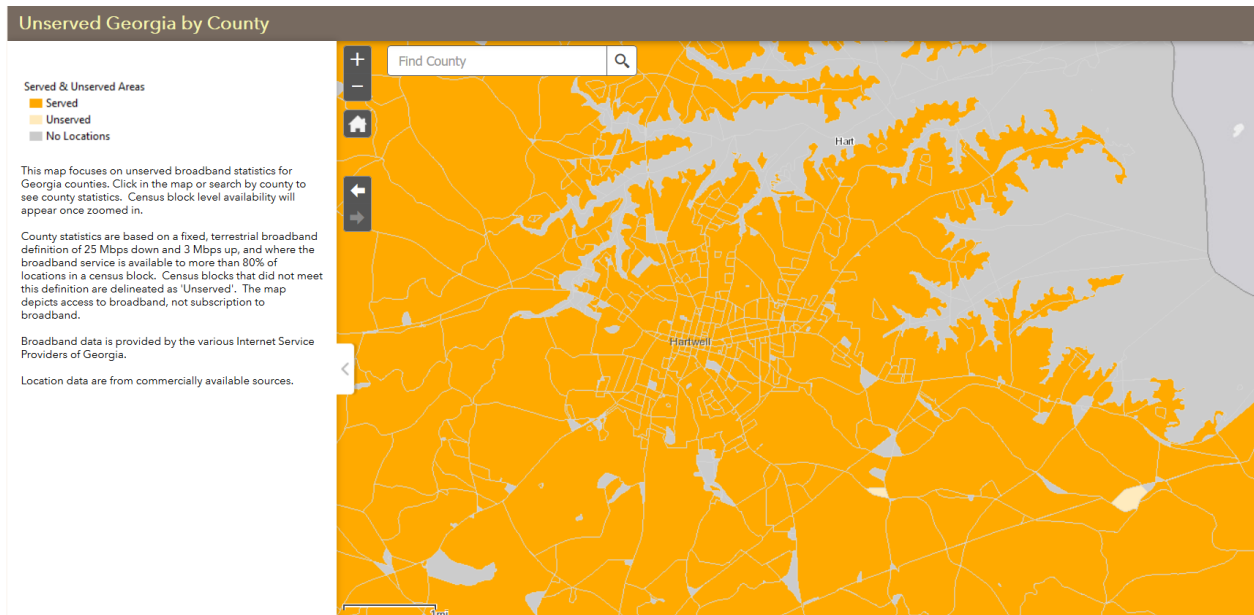 Unserved Georgia by County
Find County
Served & Unserved Areas
Served
Unserved
No Locations
This map focuses on unserved broadband statistics for
Georgia counties. Click in the map or search by county to
see county statistics. Census block level availability will
appear once zoomed in.
County statistics are based on a fixed, terrestrial broadband
definition of 25 Mbps down and 3 Mbps up, and where the
broadband service is available to more than 80% of
locations in a census block. Census blocks that did not meet
this definition are delineated as 'Unserved'. The map
depicts access to broadband, not subscription to
broadband.
Broadband data is provided by the various Internet Service
Providers of Georgia.
Location data are from commercially available sources.
Hart
Hartwell
1mi